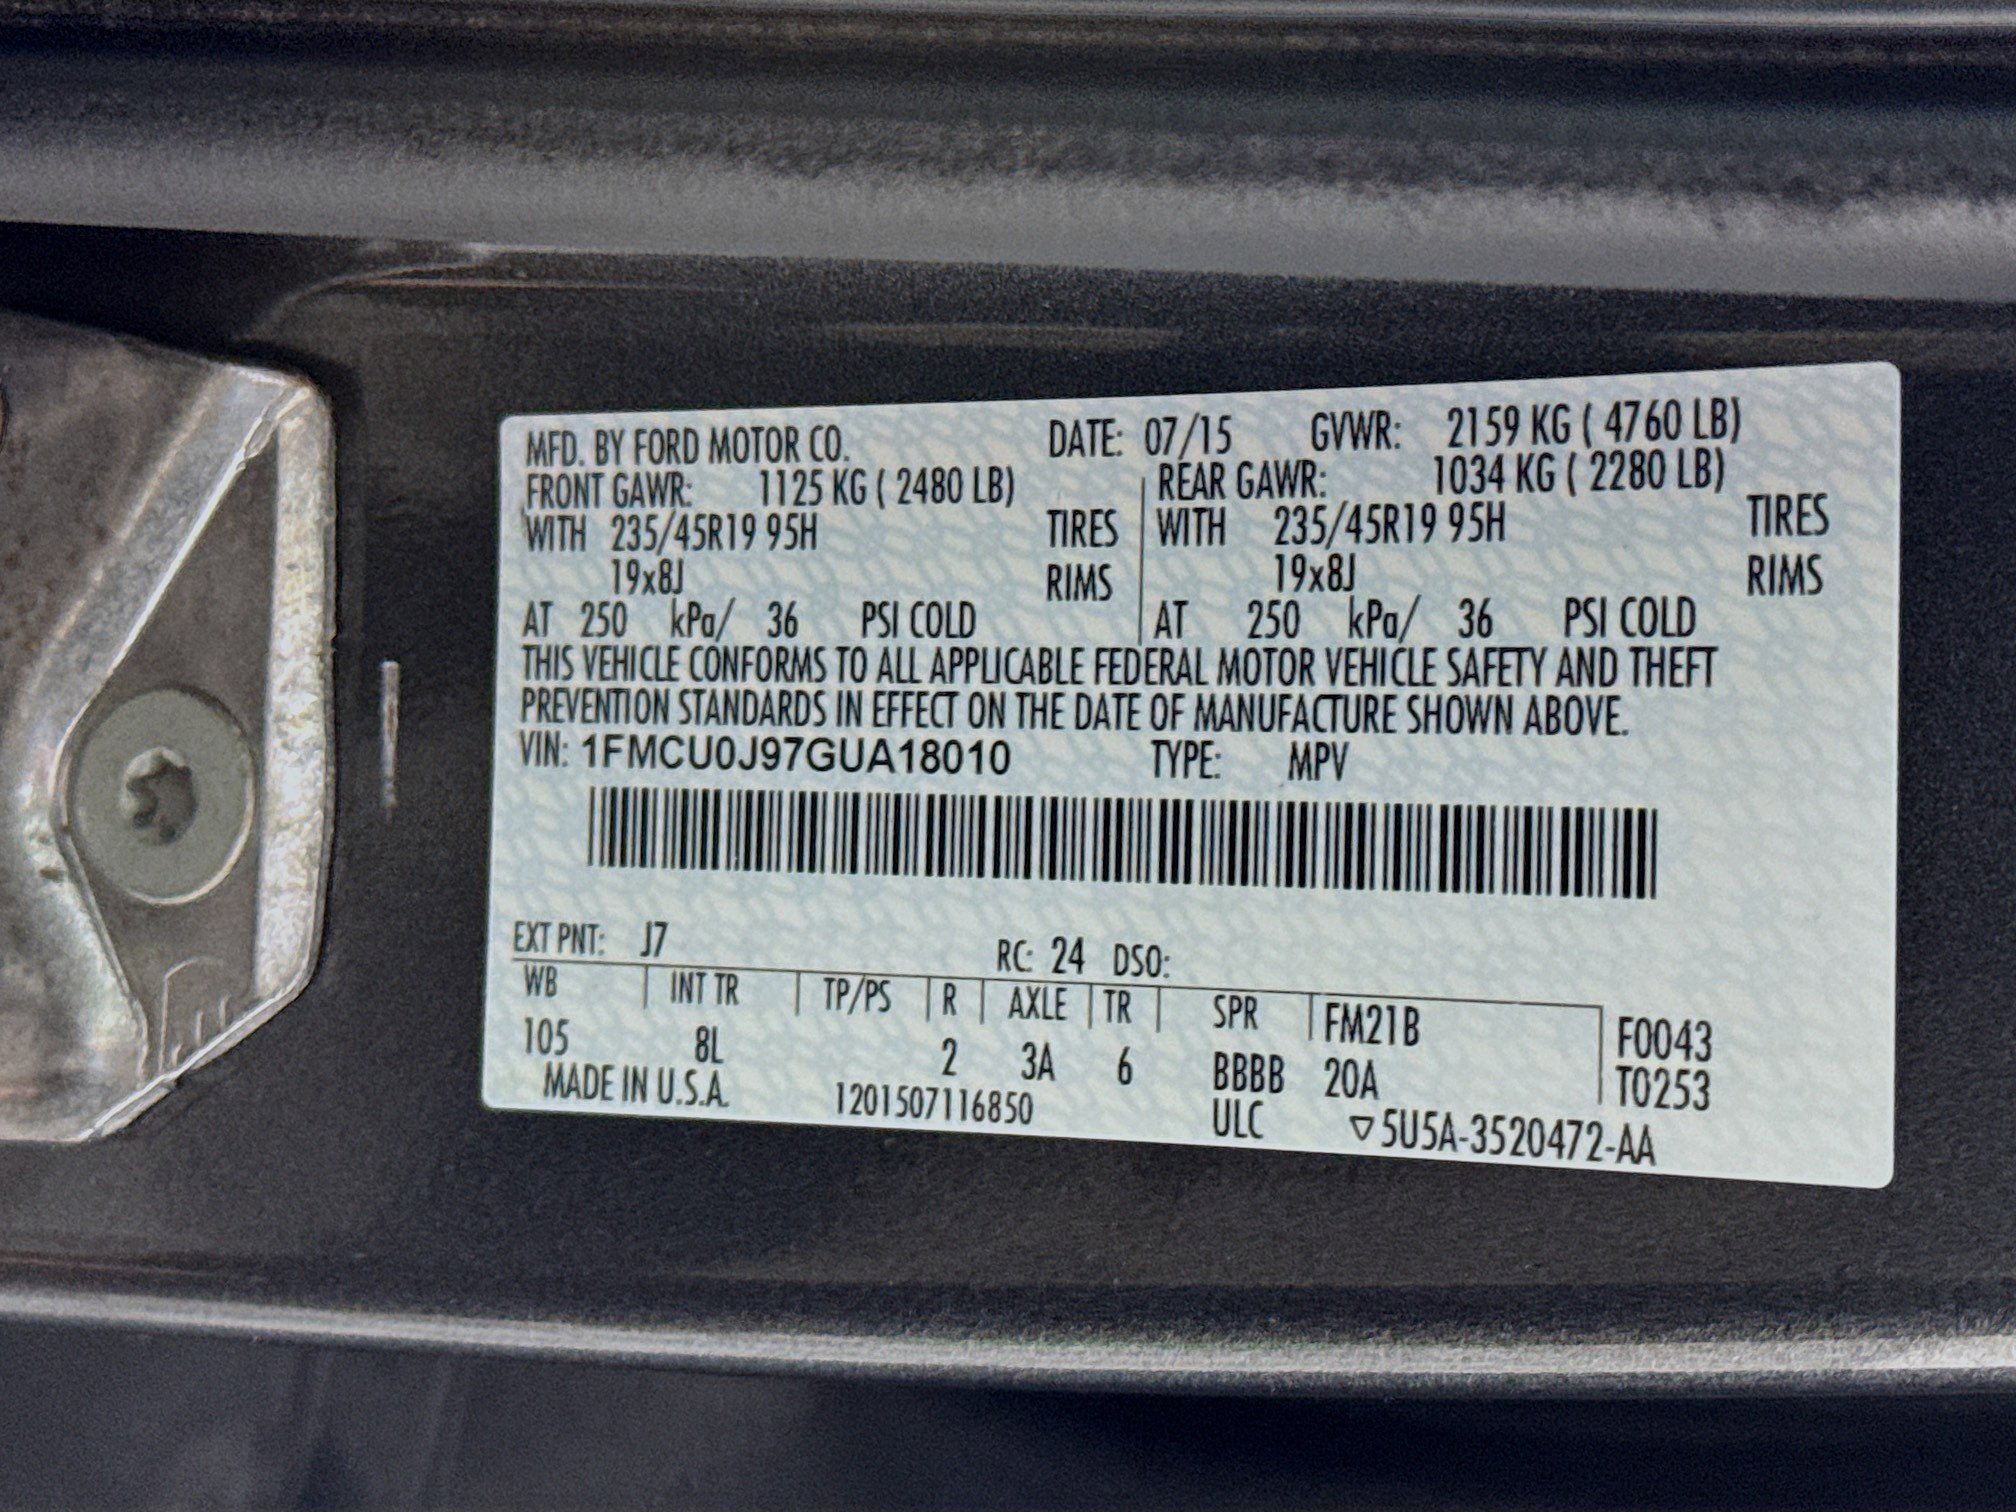 MFD. BY FORD MOTOR CO. DATE: 07/15 GVWR: 2159 KG ( 4760 LB)
FRONT GAWR: 1125 KG ( 2480 LB) REAR GAWR: 1034 KG ( 2280 LB)
WITH 235/45R19 95H TIRES WITH 235/45R19 95H TIRES
19x8J RIMS 19x8J RIMS
AT 250 kPa/ 36 PSI COLD AT 250 kPa/ 36 PSI COLD
THIS VEHICLE CONFORMS TO ALL APPLICABLE FEDERAL MOTOR VEHICLE SAFETY AND THEFT
PREVENTION STANDARDS IN EFFECT ON THE DATE OF MANUFACTURE SHOWN ABOVE.
VIN: 1FMCU0J97GUA18010 TYPE: MPV
EXT PNT: J7 RC: 24 DSO:
WB INT TR TP/PS R AXLE TR SPR FM21B F0043
105 8L 2 3A 6 BBBB 20A T0253
MADE IN U.S.A. 1201507116850 ULC ▽5U5A-3520472-AA